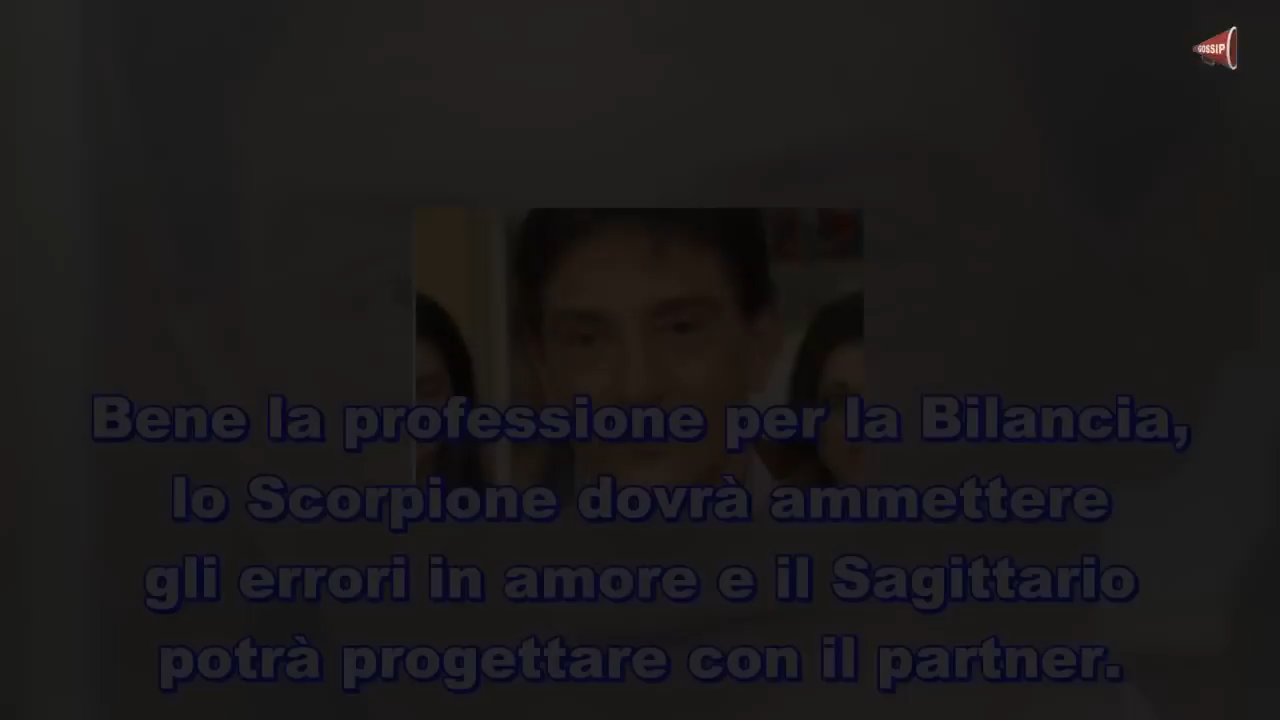 GOSSIP
Bene la professione per la Bilancia,
lo Scorpione dovrà ammettere
gli errori in amore e il Sagittario
potrà progettare con il partner.